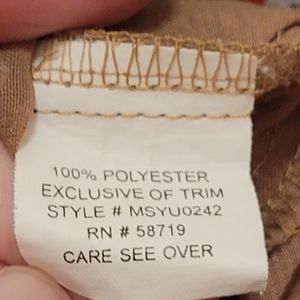 100% POLYESTER
EXCLUSIVE OF TRIM
STYLE # MSYU0242
RN # 58719
CARE SEE OVER